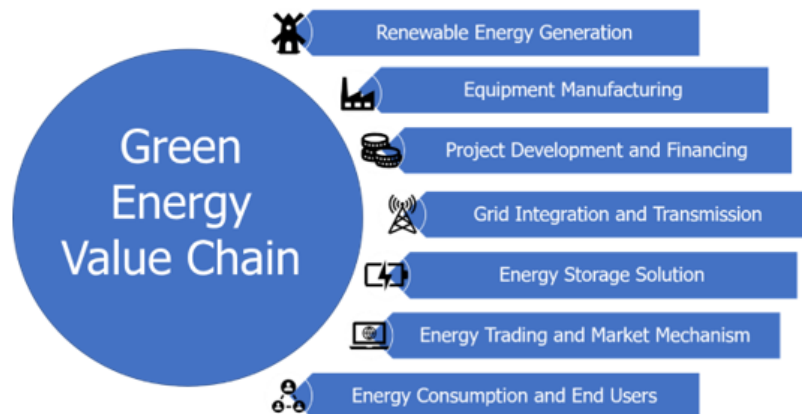 Green
Energy
Value Chain
Renewable Energy Generation
Equipment Manufacturing
Project Development and Financing
Grid Integration and Transmission
Energy Storage Solution
Energy Trading and Market Mechanism
Energy Consumption and End Users